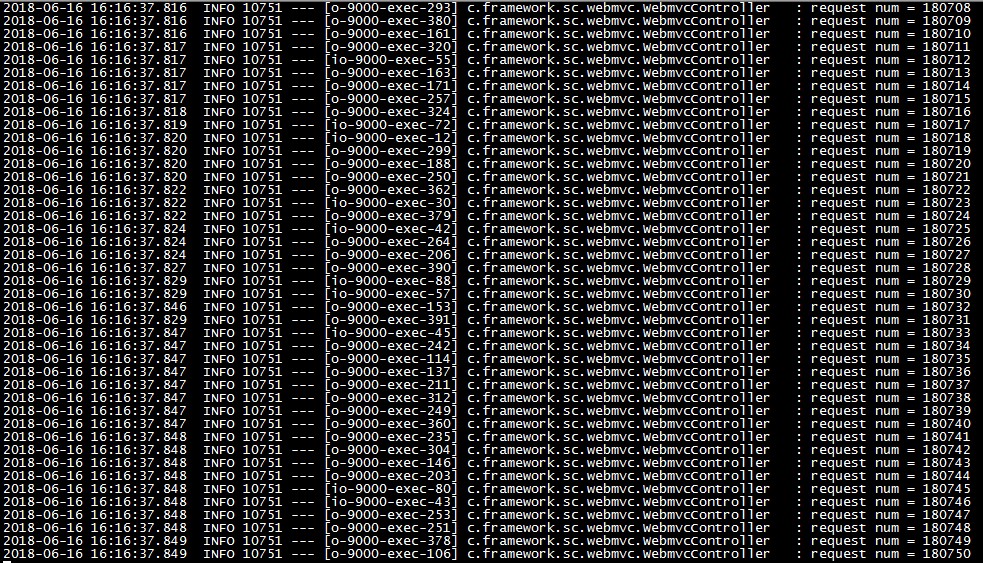 2018-06-16 16:16:37.816  INFO 10751 --- [o-9000-exec-293] c.framework.sc.webmvc.WebmvcController   : request num = 180708
2018-06-16 16:16:37.816  INFO 10751 --- [o-9000-exec-380] c.framework.sc.webmvc.WebmvcController   : request num = 180709
2018-06-16 16:16:37.816  INFO 10751 --- [o-9000-exec-161] c.framework.sc.webmvc.WebmvcController   : request num = 180710
2018-06-16 16:16:37.817  INFO 10751 --- [o-9000-exec-320] c.framework.sc.webmvc.WebmvcController   : request num = 180711
2018-06-16 16:16:37.817  INFO 10751 --- [io-9000-exec-55] c.framework.sc.webmvc.WebmvcController   : request num = 180712
2018-06-16 16:16:37.817  INFO 10751 --- [o-9000-exec-163] c.framework.sc.webmvc.WebmvcController   : request num = 180713
2018-06-16 16:16:37.817  INFO 10751 --- [o-9000-exec-171] c.framework.sc.webmvc.WebmvcController   : request num = 180714
2018-06-16 16:16:37.817  INFO 10751 --- [o-9000-exec-257] c.framework.sc.webmvc.WebmvcController   : request num = 180715
2018-06-16 16:16:37.818  INFO 10751 --- [o-9000-exec-324] c.framework.sc.webmvc.WebmvcController   : request num = 180716
2018-06-16 16:16:37.819  INFO 10751 --- [io-9000-exec-72] c.framework.sc.webmvc.WebmvcController   : request num = 180717
2018-06-16 16:16:37.820  INFO 10751 --- [io-9000-exec-12] c.framework.sc.webmvc.WebmvcController   : request num = 180718
2018-06-16 16:16:37.820  INFO 10751 --- [o-9000-exec-299] c.framework.sc.webmvc.WebmvcController   : request num = 180719
2018-06-16 16:16:37.820  INFO 10751 --- [o-9000-exec-188] c.framework.sc.webmvc.WebmvcController   : request num = 180720
2018-06-16 16:16:37.820  INFO 10751 --- [o-9000-exec-250] c.framework.sc.webmvc.WebmvcController   : request num = 180721
2018-06-16 16:16:37.822  INFO 10751 --- [o-9000-exec-362] c.framework.sc.webmvc.WebmvcController   : request num = 180722
2018-06-16 16:16:37.822  INFO 10751 --- [io-9000-exec-30] c.framework.sc.webmvc.WebmvcController   : request num = 180723
2018-06-16 16:16:37.822  INFO 10751 --- [o-9000-exec-379] c.framework.sc.webmvc.WebmvcController   : request num = 180724
2018-06-16 16:16:37.824  INFO 10751 --- [io-9000-exec-42] c.framework.sc.webmvc.WebmvcController   : request num = 180725
2018-06-16 16:16:37.824  INFO 10751 --- [o-9000-exec-264] c.framework.sc.webmvc.WebmvcController   : request num = 180726
2018-06-16 16:16:37.824  INFO 10751 --- [o-9000-exec-206] c.framework.sc.webmvc.WebmvcController   : request num = 180727
2018-06-16 16:16:37.827  INFO 10751 --- [o-9000-exec-390] c.framework.sc.webmvc.WebmvcController   : request num = 180728
2018-06-16 16:16:37.829  INFO 10751 --- [io-9000-exec-88] c.framework.sc.webmvc.WebmvcController   : request num = 180729
2018-06-16 16:16:37.829  INFO 10751 --- [io-9000-exec-57] c.framework.sc.webmvc.WebmvcController   : request num = 180730
2018-06-16 16:16:37.846  INFO 10751 --- [o-9000-exec-153] c.framework.sc.webmvc.WebmvcController   : request num = 180732
2018-06-16 16:16:37.829  INFO 10751 --- [o-9000-exec-391] c.framework.sc.webmvc.WebmvcController   : request num = 180731
2018-06-16 16:16:37.847  INFO 10751 --- [io-9000-exec-45] c.framework.sc.webmvc.WebmvcController   : request num = 180733
2018-06-16 16:16:37.847  INFO 10751 --- [o-9000-exec-242] c.framework.sc.webmvc.WebmvcController   : request num = 180734
2018-06-16 16:16:37.847  INFO 10751 --- [o-9000-exec-114] c.framework.sc.webmvc.WebmvcController   : request num = 180735
2018-06-16 16:16:37.847  INFO 10751 --- [o-9000-exec-137] c.framework.sc.webmvc.WebmvcController   : request num = 180736
2018-06-16 16:16:37.847  INFO 10751 --- [o-9000-exec-211] c.framework.sc.webmvc.WebmvcController   : request num = 180737
2018-06-16 16:16:37.847  INFO 10751 --- [o-9000-exec-312] c.framework.sc.webmvc.WebmvcController   : request num = 180738
2018-06-16 16:16:37.847  INFO 10751 --- [o-9000-exec-249] c.framework.sc.webmvc.WebmvcController   : request num = 180739
2018-06-16 16:16:37.847  INFO 10751 --- [o-9000-exec-360] c.framework.sc.webmvc.WebmvcController   : request num = 180740
2018-06-16 16:16:37.848  INFO 10751 --- [o-9000-exec-235] c.framework.sc.webmvc.WebmvcController   : request num = 180741
2018-06-16 16:16:37.848  INFO 10751 --- [o-9000-exec-304] c.framework.sc.webmvc.WebmvcController   : request num = 180742
2018-06-16 16:16:37.848  INFO 10751 --- [o-9000-exec-146] c.framework.sc.webmvc.WebmvcController   : request num = 180743
2018-06-16 16:16:37.848  INFO 10751 --- [o-9000-exec-203] c.framework.sc.webmvc.WebmvcController   : request num = 180744
2018-06-16 16:16:37.848  INFO 10751 --- [io-9000-exec-80] c.framework.sc.webmvc.WebmvcController   : request num = 180745
2018-06-16 16:16:37.848  INFO 10751 --- [io-9000-exec-43] c.framework.sc.webmvc.WebmvcController   : request num = 180746
2018-06-16 16:16:37.848  INFO 10751 --- [o-9000-exec-253] c.framework.sc.webmvc.WebmvcController   : request num = 180747
2018-06-16 16:16:37.848  INFO 10751 --- [o-9000-exec-251] c.framework.sc.webmvc.WebmvcController   : request num = 180748
2018-06-16 16:16:37.849  INFO 10751 --- [o-9000-exec-378] c.framework.sc.webmvc.WebmvcController   : request num = 180749
2018-06-16 16:16:37.849  INFO 10751 --- [o-9000-exec-106] c.framework.sc.webmvc.WebmvcController   : request num = 180750